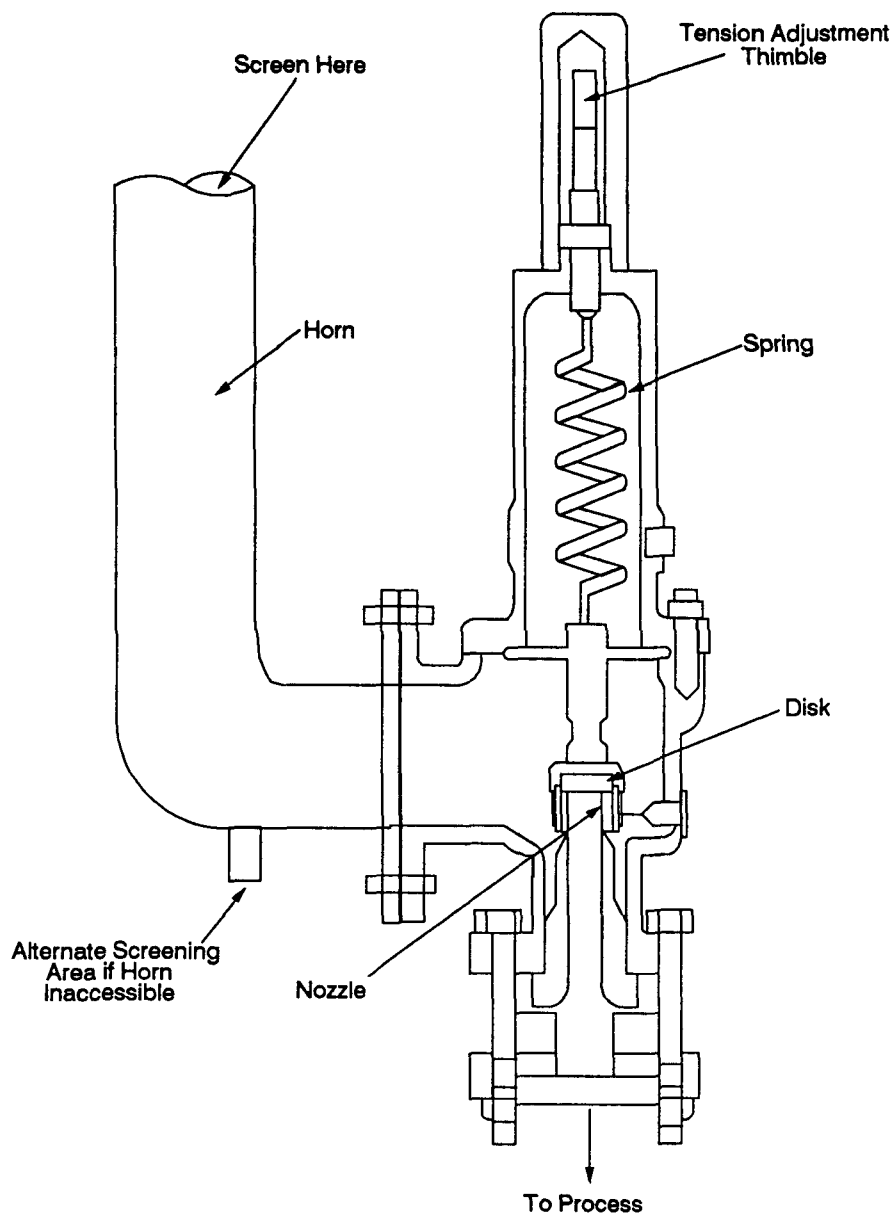 Tension Adjustment
Thimble
Screen Here
Horn
Spring
Disk
Alternate Screening
Area if Horn
Inaccessible
Nozzle
To Process